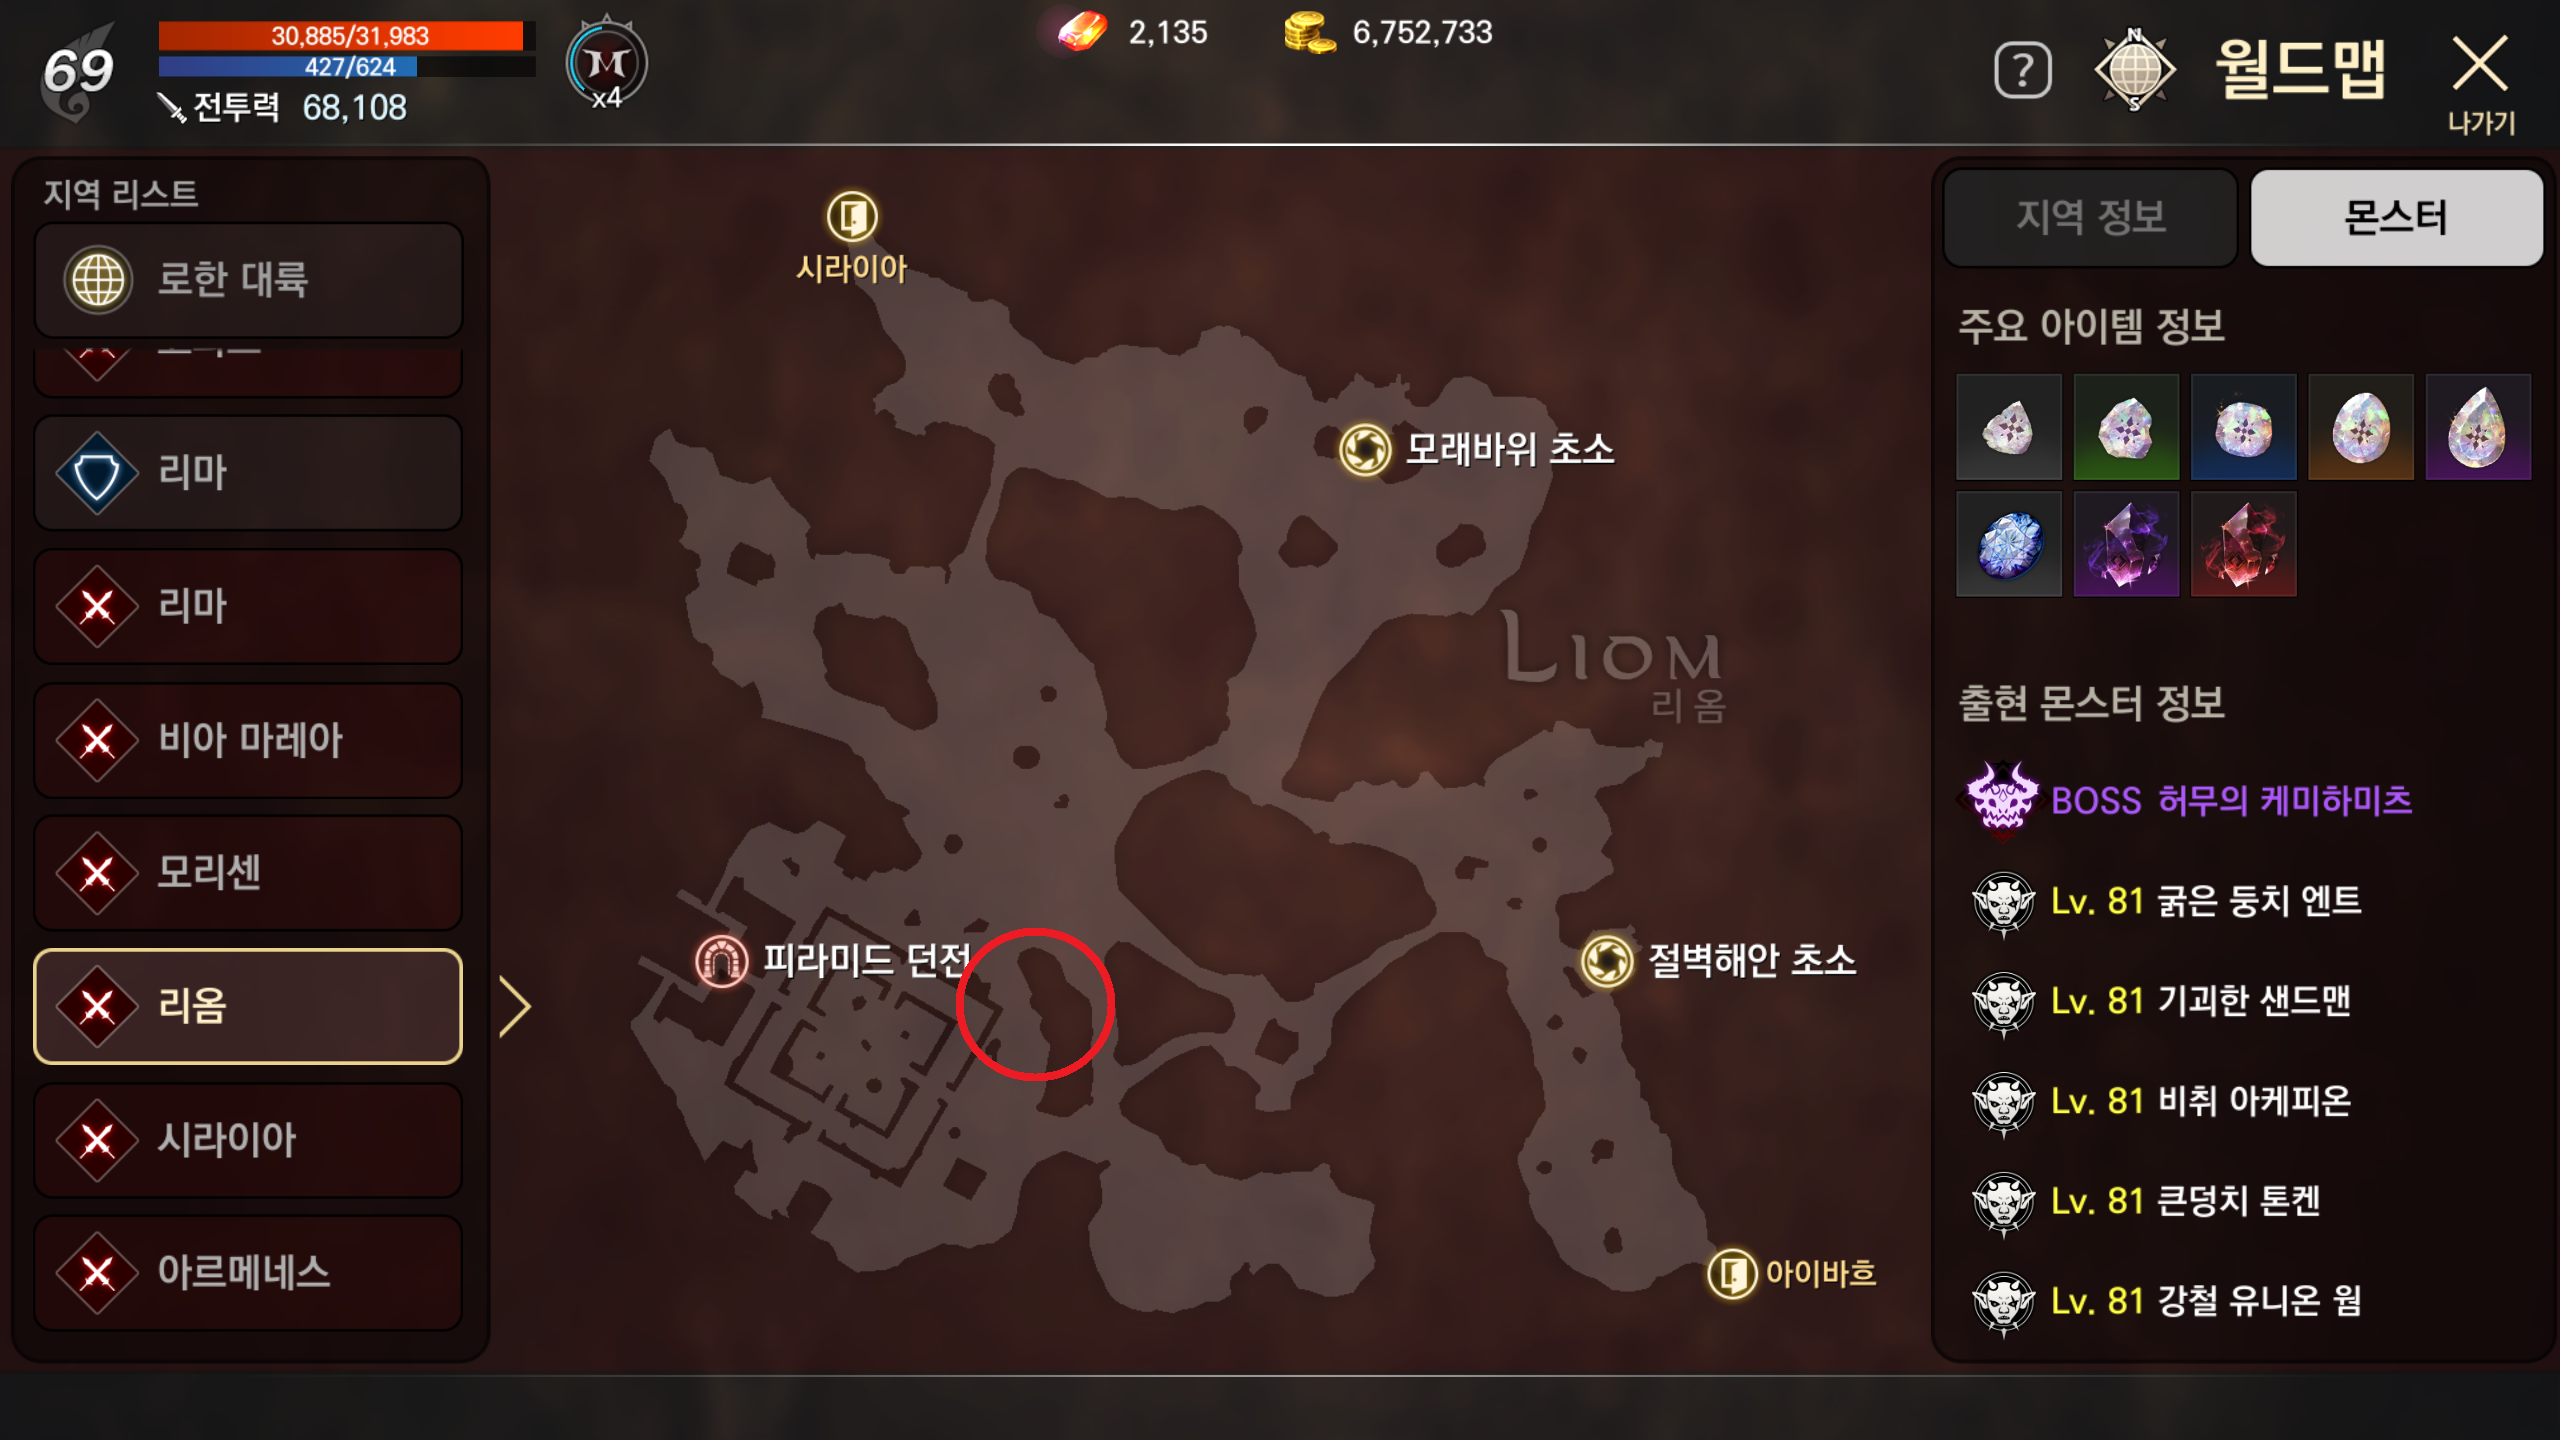 69
30,885/31,983
427/624
전투력 68,108
M
x4
2,135
6,752,733
?
N
S
월드맵
나가기
지역 리스트
로한 대륙
리마
리마
비아 마레아
모리센
리옴
시라이아
아르메네스
시라이아
모래바위 초소
LIOM
리옴
피라미드 던전
절벽해안 초소
아이바흐
지역 정보
몬스터
주요 아이템 정보
출현 몬스터 정보
BOSS 허무의 케미하미츠
Lv. 81 굵은 둥치 엔트
Lv. 81 기괴한 샌드맨
Lv. 81 비취 아케피온
Lv. 81 큰덩치 톤켄
Lv. 81 강철 유니온 웜